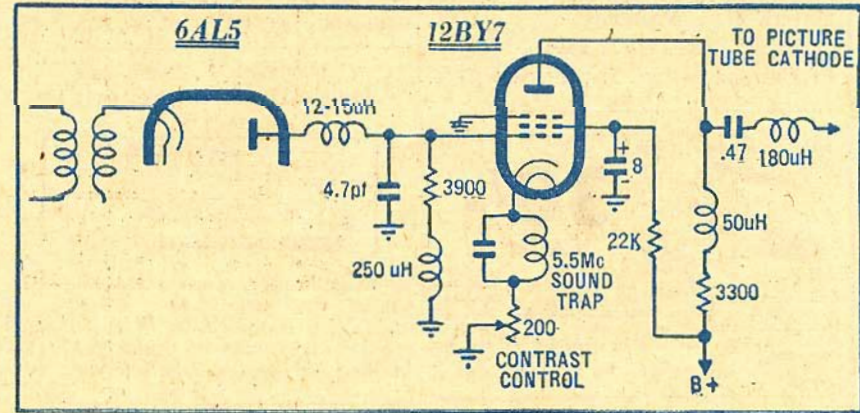 6AL5
12BY7
TO PICTURE
TUBE CATHODE
12-15uH
4.7pf
3900
250 uH
+
8
-
22K
.47
180uH
50uH
3300
5.5Mc
SOUND
TRAP
200
CONTRAST
CONTROL
B+